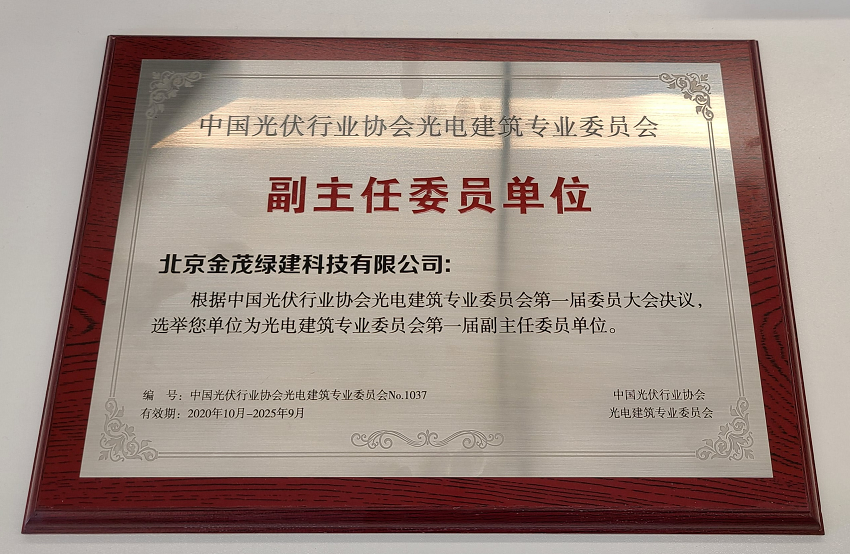 中国光伏行业协会光电建筑专业委员会
副主任委员单位
北京金茂绿建科技有限公司：
根据中国光伏行业协会光电建筑专业委员会第一届委员大会决议，
选举您单位为光电建筑专业委员会第一届副主任委员单位。
编　号：中国光伏行业协会光电建筑专业委员会No.1037
有效期：2020年10月-2025年9月
中国光伏行业协会
光电建筑专业委员会